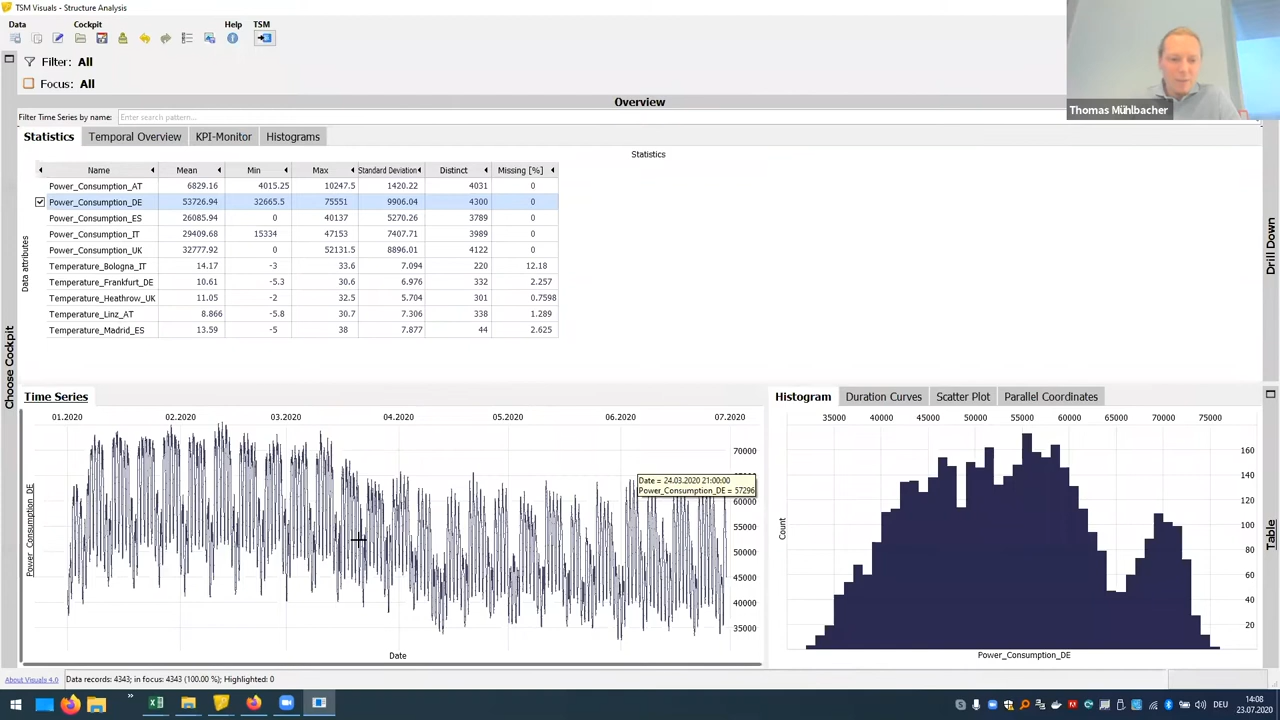 TSM Visuals - Structure Analysis
Data Cockpit Help TSM
Filter: All
Focus: All
Thomas Mühlbacher
Overview
Filter Time Series by name: Enter search pattern...
Statistics Temporal Overview KPI-Monitor Histograms
Statistics
Name Mean Min Max Standard Deviation Distinct Missing [%]
Power_Consumption_AT 6829.16 4015.25 10247.5 1420.22 4031 0
Power_Consumption_DE 53726.94 32665.5 75551 9906.04 4300 0
Power_Consumption_ES 26085.94 0 40137 5270.26 3789 0
Power_Consumption_IT 29409.68 15334 47153 7407.71 3989 0
Power_Consumption_UK 32777.92 0 52131.5 8896.01 4122 0
Temperature_Bologna_IT 14.17 -3 33.6 7.094 220 12.18
Temperature_Frankfurt_DE 10.61 -5.3 30.6 6.976 332 2.257
Temperature_Heathrow_UK 11.05 -2 32.5 5.704 301 0.7598
Temperature_Linz_AT 8.866 -5.8 30.7 7.306 338 1.289
Temperature_Madrid_ES 13.59 -5 38 7.877 44 2.625
Data attributes
Choose Cockpit
Drill Down
Table
Time Series
01.2020 02.2020 03.2020 04.2020 05.2020 06.2020 07.2020
70000
65000
60000
55000
50000
45000
40000
35000
Power_Consumption_DE
Date = 24.03.2020 21:00:00
Power_Consumption_DE = 57296
Date
Histogram Duration Curves Scatter Plot Parallel Coordinates
35000 40000 45000 50000 55000 60000 65000 70000 75000
160
140
120
100
80
60
40
20
Count
Power_Consumption_DE
About Visuals 4.0 Data records: 4343; in focus: 4343 (100.00 %); Highlighted: 0
DEU
14:08
23.07.2020